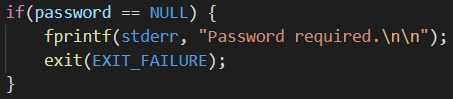 if(password == NULL) {
    fprintf(stderr, "Password required.\n\n");
    exit(EXIT_FAILURE);
}